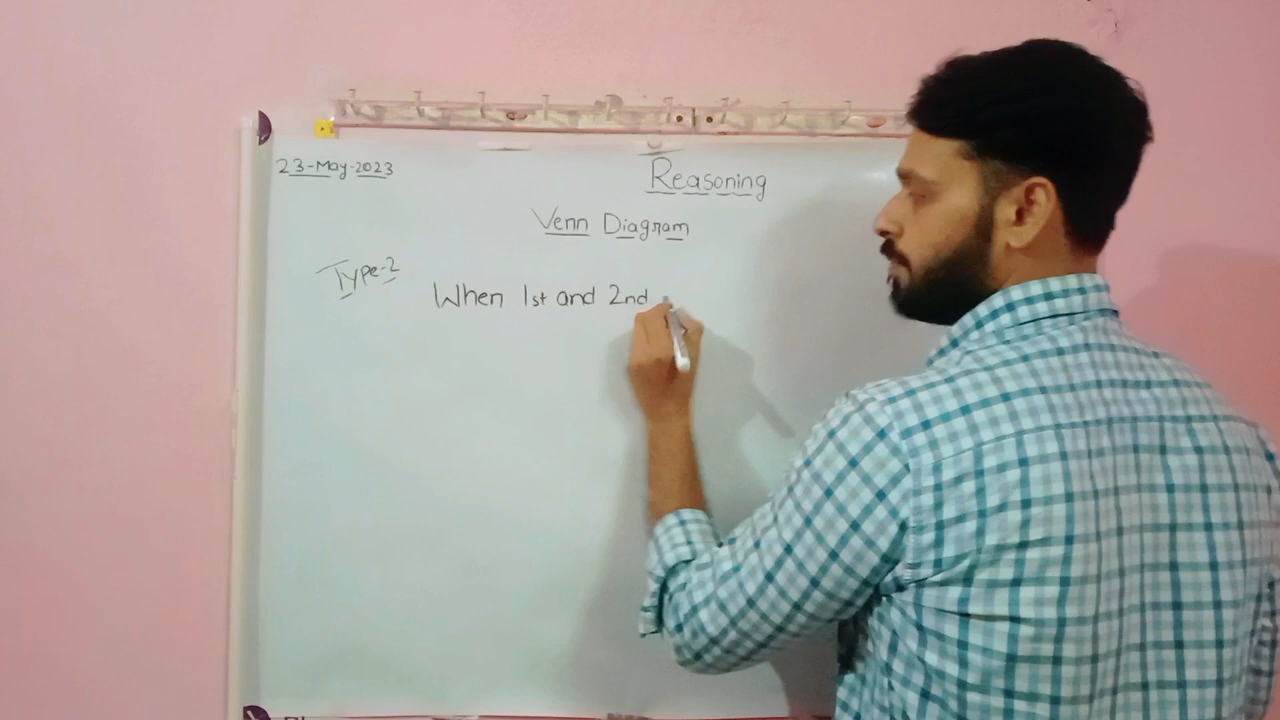 23-May-2023
Reasoning
Venn Diagram
Type-2
When 1st and 2nd